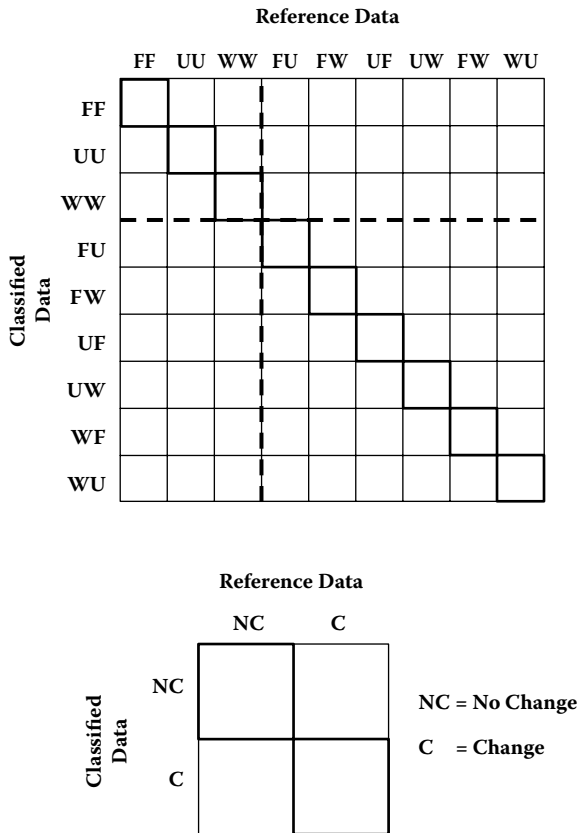 Reference Data
FF UU WW FU FW UF UW FW WU
FF
UU
WW
FU
FW
UF
UW
WF
WU
Classified
Data
Reference Data
NC C
NC
C
Classified
Data
NC = No Change
C = Change